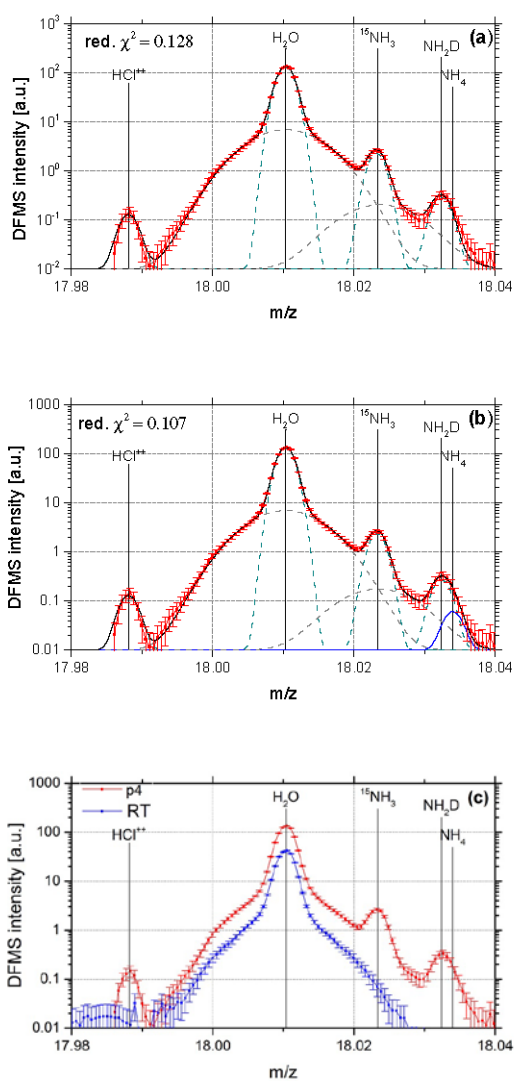 red. χ² = 0.128
(a)
H₂O
¹⁵NH₃
NH₂D
HCl⁺⁺
NH₄
10³
10²
10¹
10⁰
10⁻¹
10⁻²
DFMS intensity [a.u.]
17.98 18.00 18.02 18.04
m/z
red. χ² = 0.107
(b)
H₂O
¹⁵NH₃
NH₂D
HCl⁺⁺
NH₄
1000
100
10
1
0.1
0.01
DFMS intensity [a.u.]
17.98 18.00 18.02 18.04
m/z
p4
RT
(c)
H₂O
¹⁵NH₃
NH₂D
HCl⁺⁺
NH₄
1000
100
10
1
0.1
0.01
DFMS intensity [a.u.]
17.98 18.00 18.02 18.04
m/z